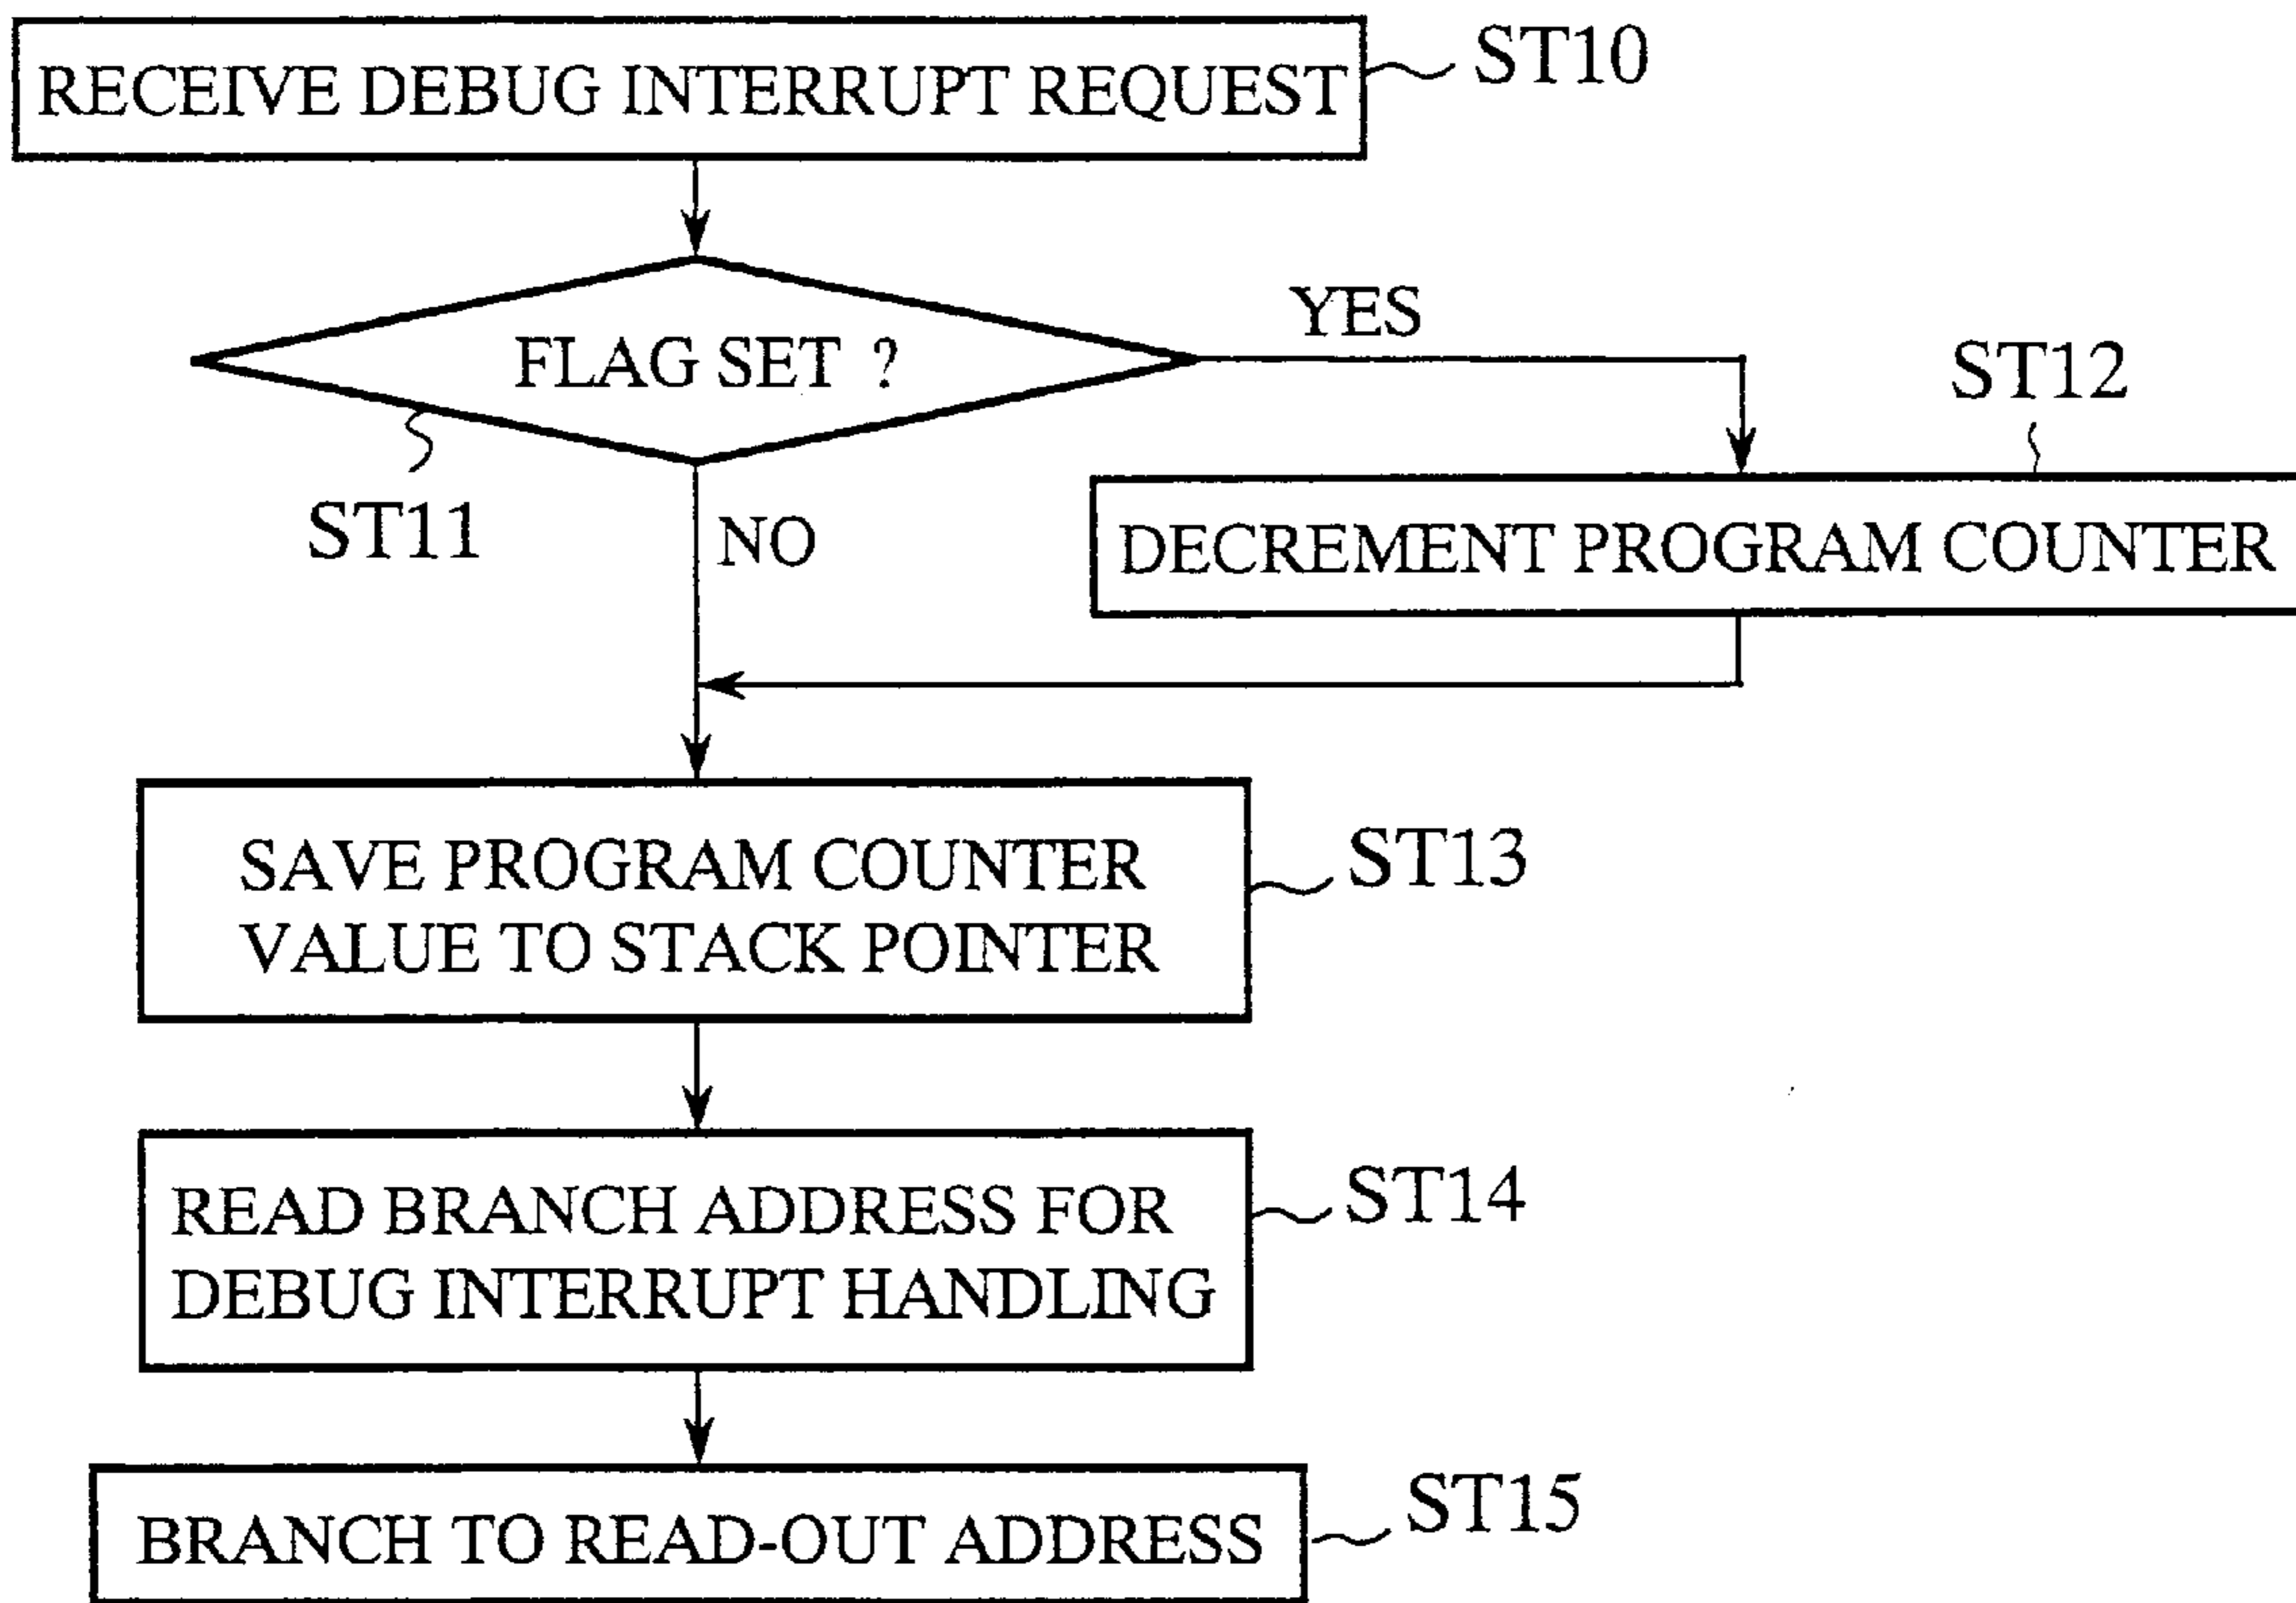 RECEIVE DEBUG INTERRUPT REQUEST
ST10
FLAG SET ?
YES
ST11
NO
ST12
DECREMENT PROGRAM COUNTER
SAVE PROGRAM COUNTER
VALUE TO STACK POINTER
ST13
READ BRANCH ADDRESS FOR
DEBUG INTERRUPT HANDLING
ST14
BRANCH TO READ-OUT ADDRESS
ST15